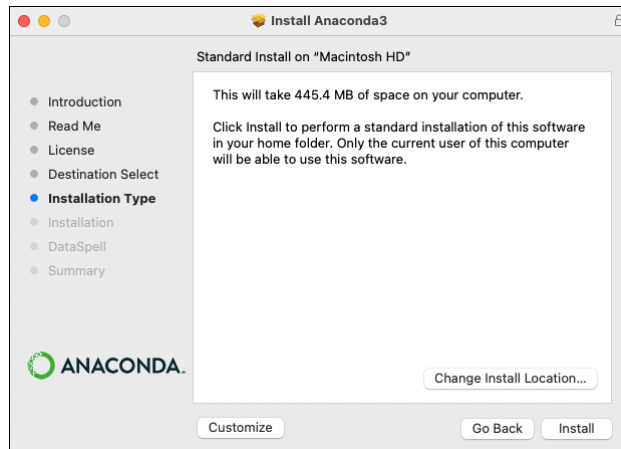 Install Anaconda3
Standard Install on “Macintosh HD”
Introduction
Read Me
License
Destination Select
Installation Type
Installation
DataSpell
Summary
This will take 445.4 MB of space on your computer.
Click Install to perform a standard installation of this software
in your home folder. Only the current user of this computer
will be able to use this software.
ANACONDA.
Change Install Location...
Customize
Go Back
Install